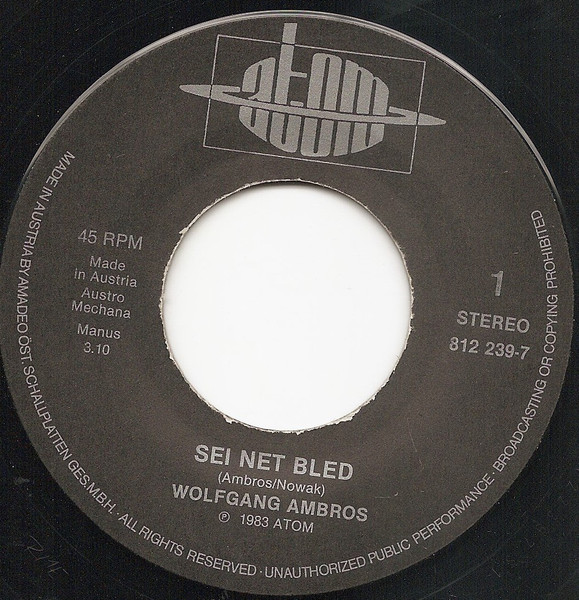 atom
45 RPM
Made
in Austria
Austro
Mechana
Manus
3.10
1
STEREO
812 239-7
SEI NET BLED
(Ambros/Nowak)
WOLFGANG AMBROS
℗ 1983 ATOM
MADE IN AUSTRIA BY AMADEO ÖST. SCHALLPLATTEN GES.M.B.H. · ALL RIGHTS RESERVED · UNAUTHORIZED PUBLIC PERFORMANCE · BROADCASTING OR COPYING PROHIBITED